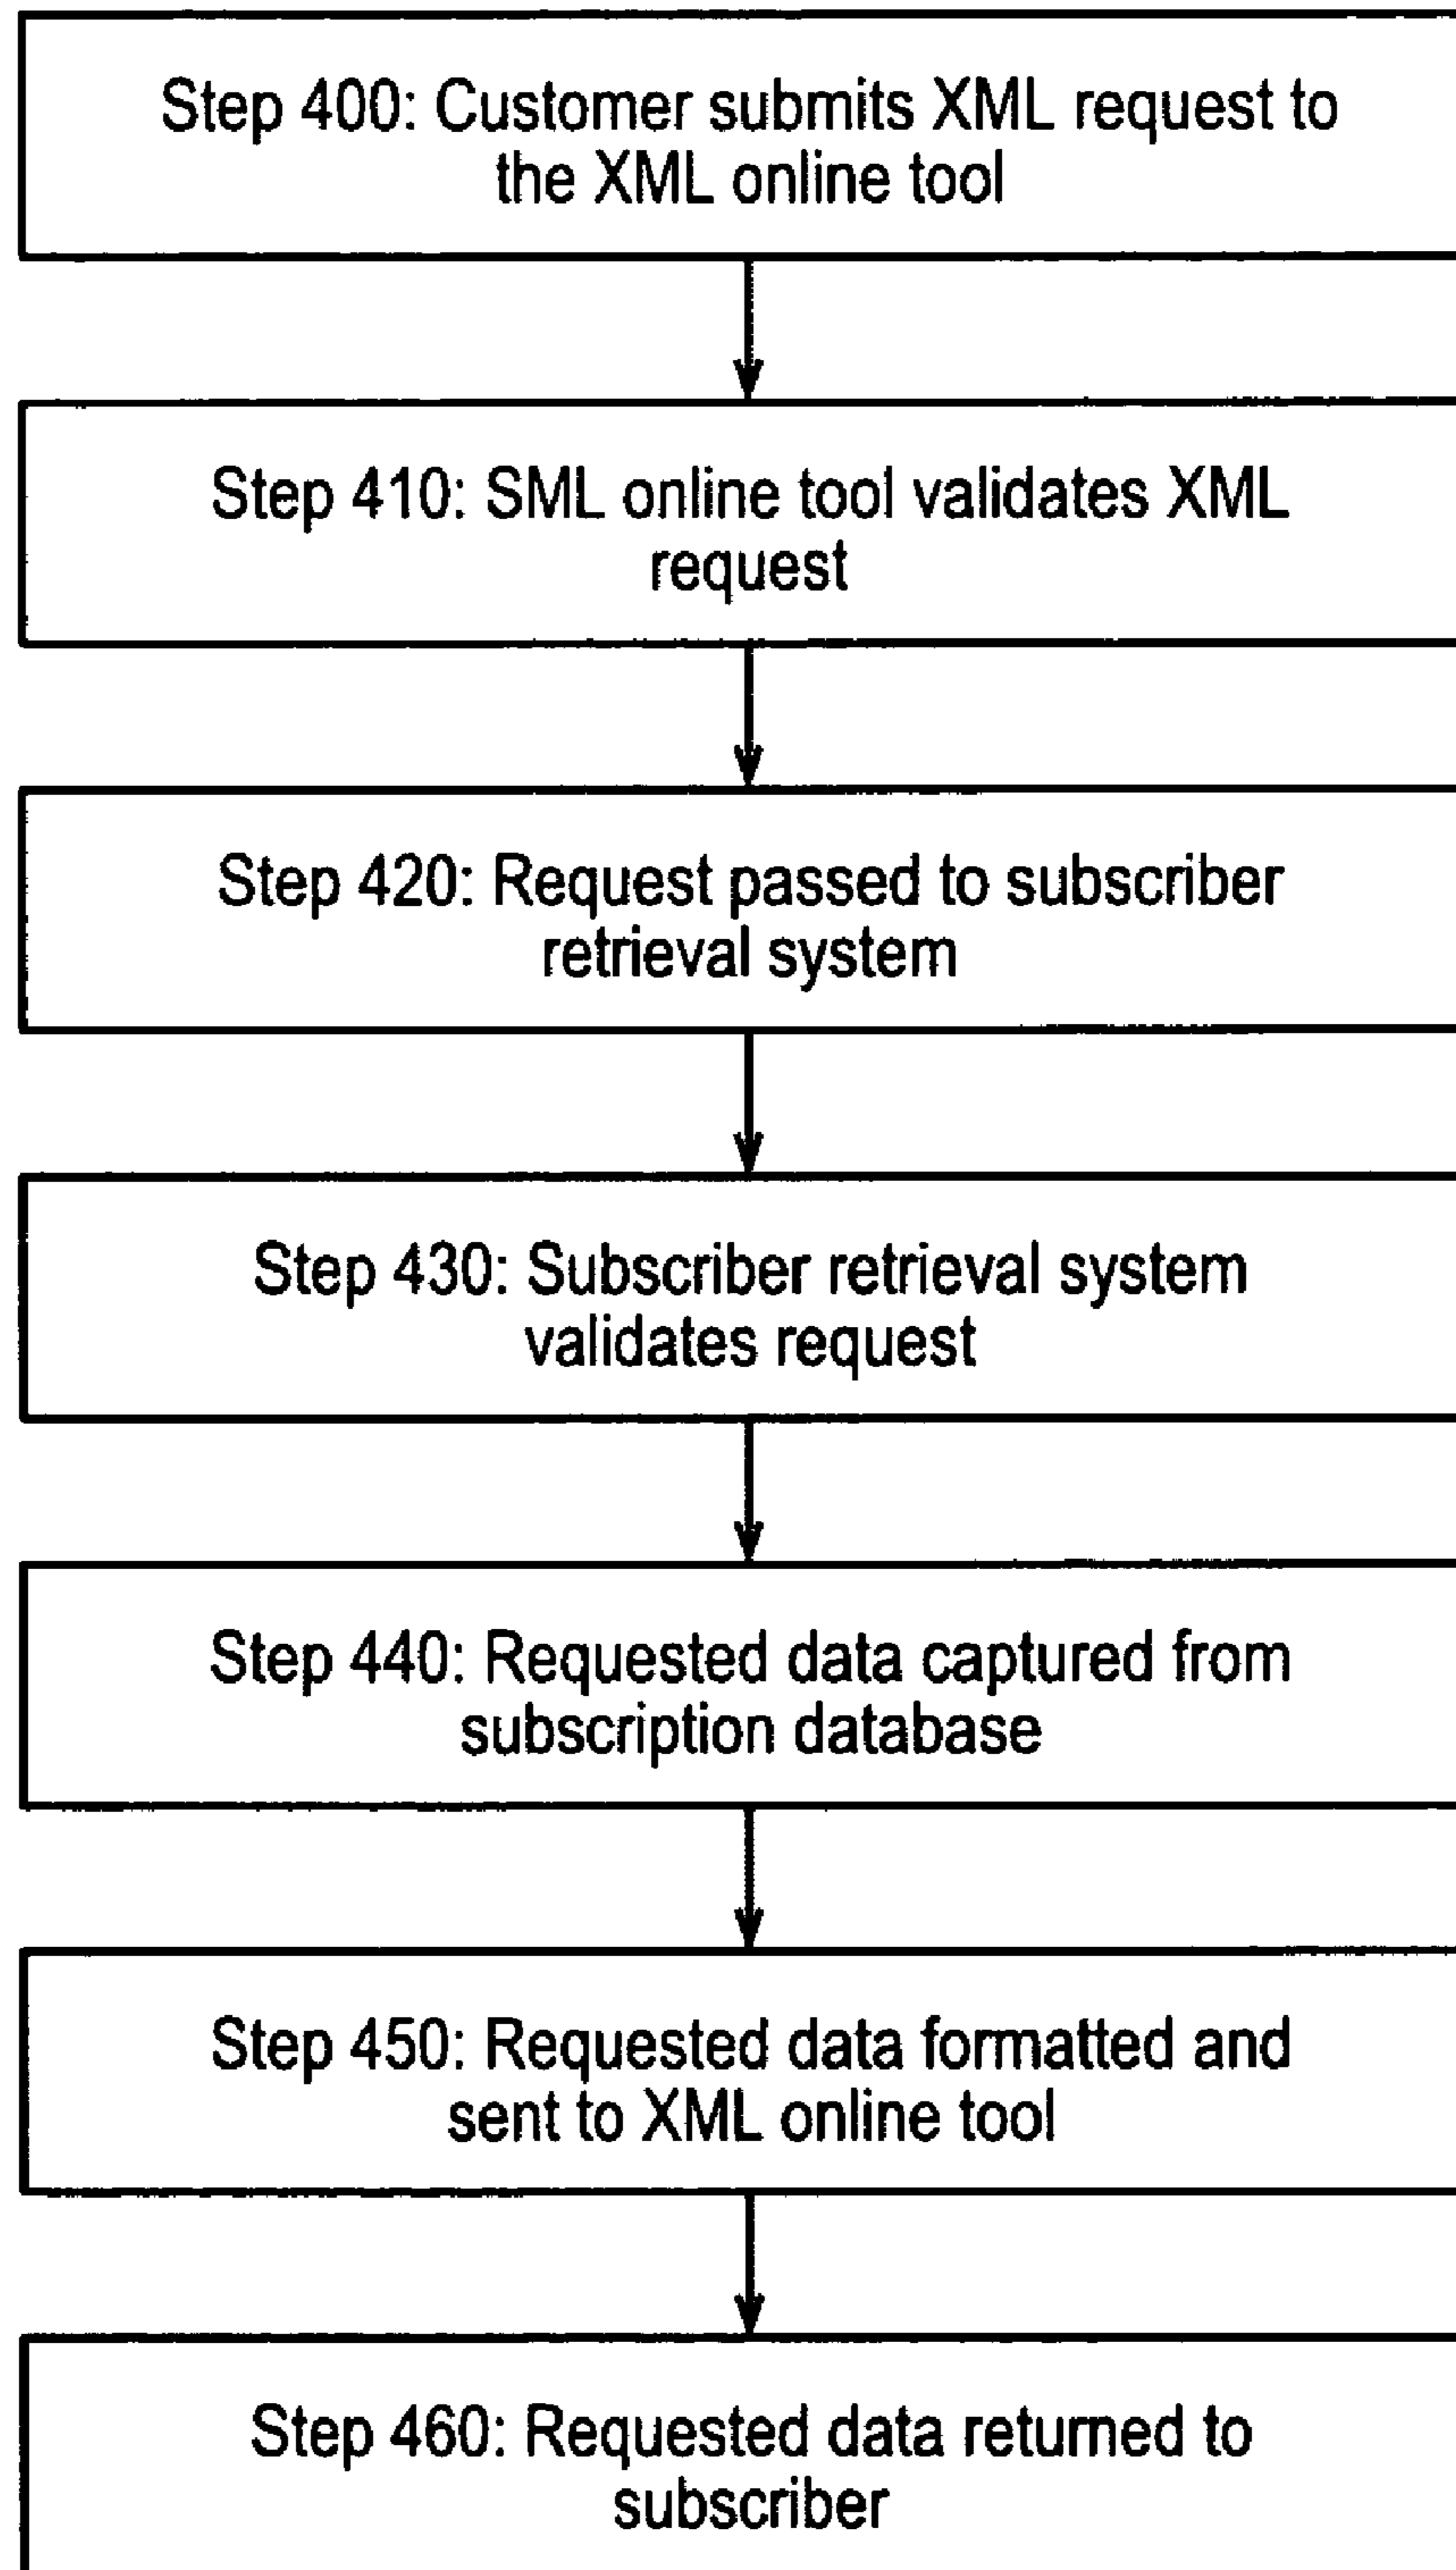 Step 400: Customer submits XML request to
the XML online tool
Step 410: SML online tool validates XML
request
Step 420: Request passed to subscriber
retrieval system
Step 430: Subscriber retrieval system
validates request
Step 440: Requested data captured from
subscription database
Step 450: Requested data formatted and
sent to XML online tool
Step 460: Requested data returned to
subscriber